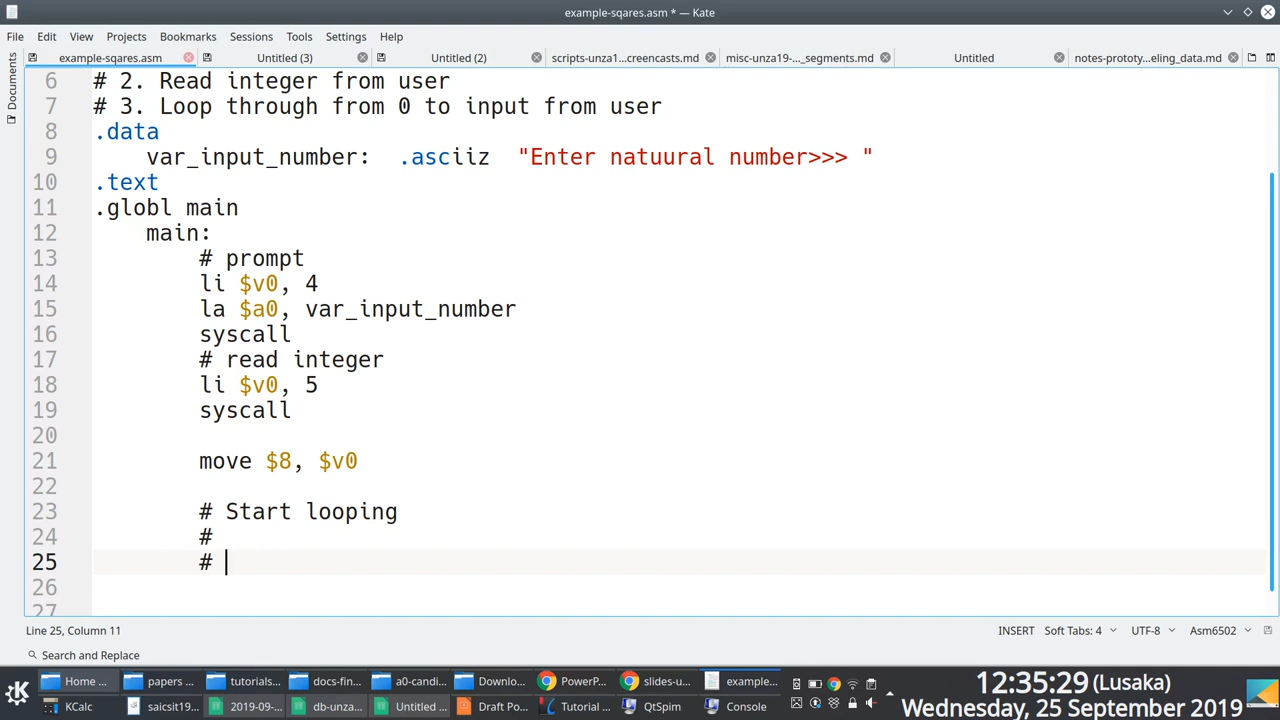 example-sqares.asm * — Kate
File Edit View Projects Bookmarks Sessions Tools Settings Help
example-sqares.asm Untitled (3) Untitled (2) scripts-unza1...creencasts.md misc-unza19-..._segments.md Untitled notes-prototy...eling_data.md
Documents
6 # 2. Read integer from user
7 # 3. Loop through from 0 to input from user
8 .data
9 var_input_number: .asciiz "Enter natuural number>>> "
10 .text
11 .globl main
12 main:
13 # prompt
14 li $v0, 4
15 la $a0, var_input_number
16 syscall
17 # read integer
18 li $v0, 5
19 syscall
20
21 move $8, $v0
22
23 # Start looping
24 #
25 #
26
27
Line 25, Column 11 INSERT Soft Tabs: 4 UTF-8 Asm6502
Search and Replace
Home ... papers ... tutorials... docs-fin... a0-candi... Downlo... PowerP... slides-u... example...
KCalc saicsit19... 2019-09-... db-unza... Untitled ... Draft Po... Tutorial ... QtSpim Console
12:35:29 (Lusaka)
Wednesday, 25 September 2019